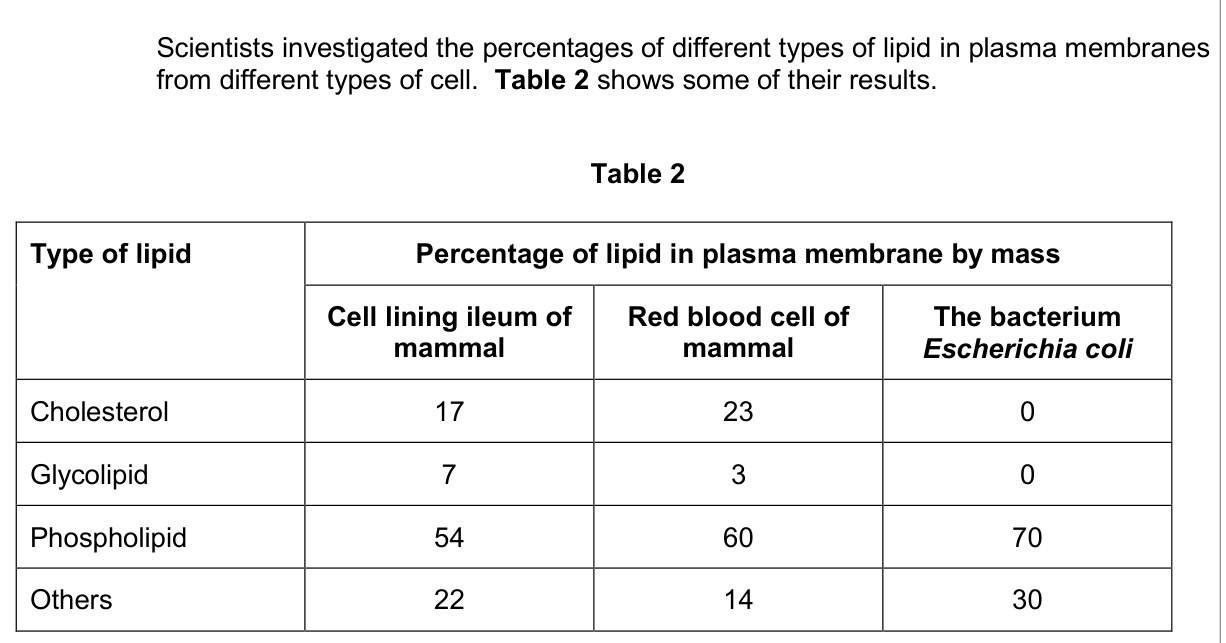 Scientists investigated the percentages of different types of lipid in plasma membranes
from different types of cell. Table 2 shows some of their results.
Table 2
Type of lipid
Percentage of lipid in plasma membrane by mass
Cell lining ileum of
mammal
Red blood cell of
mammal
The bacterium
Escherichia coli
Cholesterol 17 23 0
Glycolipid 7 3 0
Phospholipid 54 60 70
Others 22 14 30